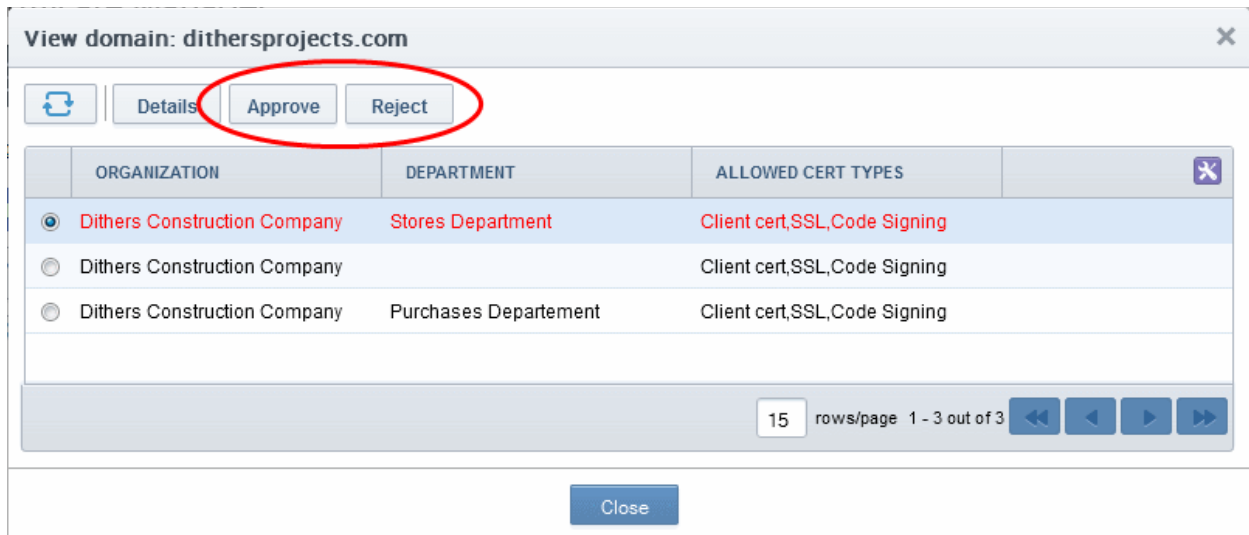 View domain: dithersprojects.com
Details Approve Reject
ORGANIZATION DEPARTMENT ALLOWED CERT TYPES
Dithers Construction Company Stores Department Client cert,SSL,Code Signing
Dithers Construction Company Client cert,SSL,Code Signing
Dithers Construction Company Purchases Departement Client cert,SSL,Code Signing
15 rows/page 1 - 3 out of 3
Close